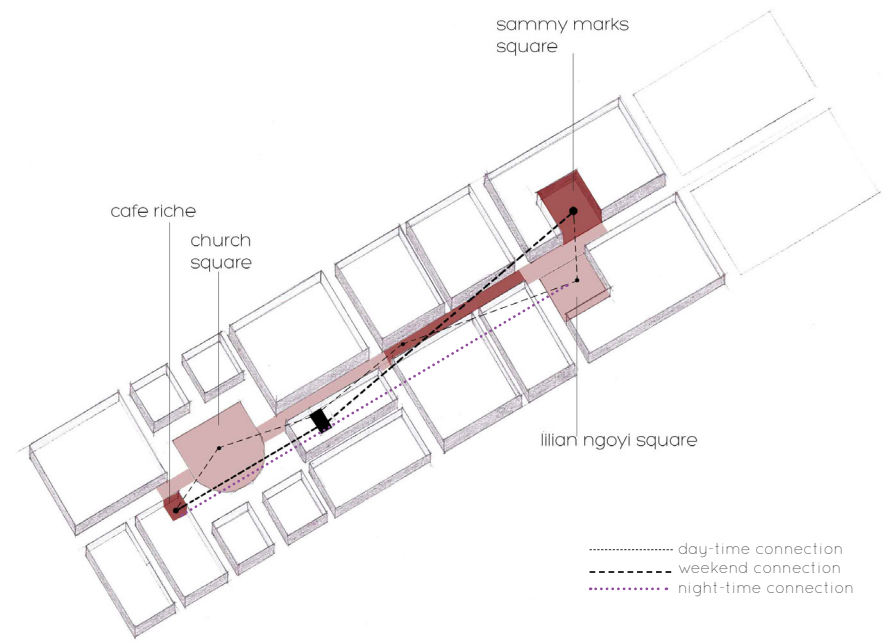 sammy marks
square
cafe riche
church
square
lilian ngoyi square
day-time connection
weekend connection
night-time connection